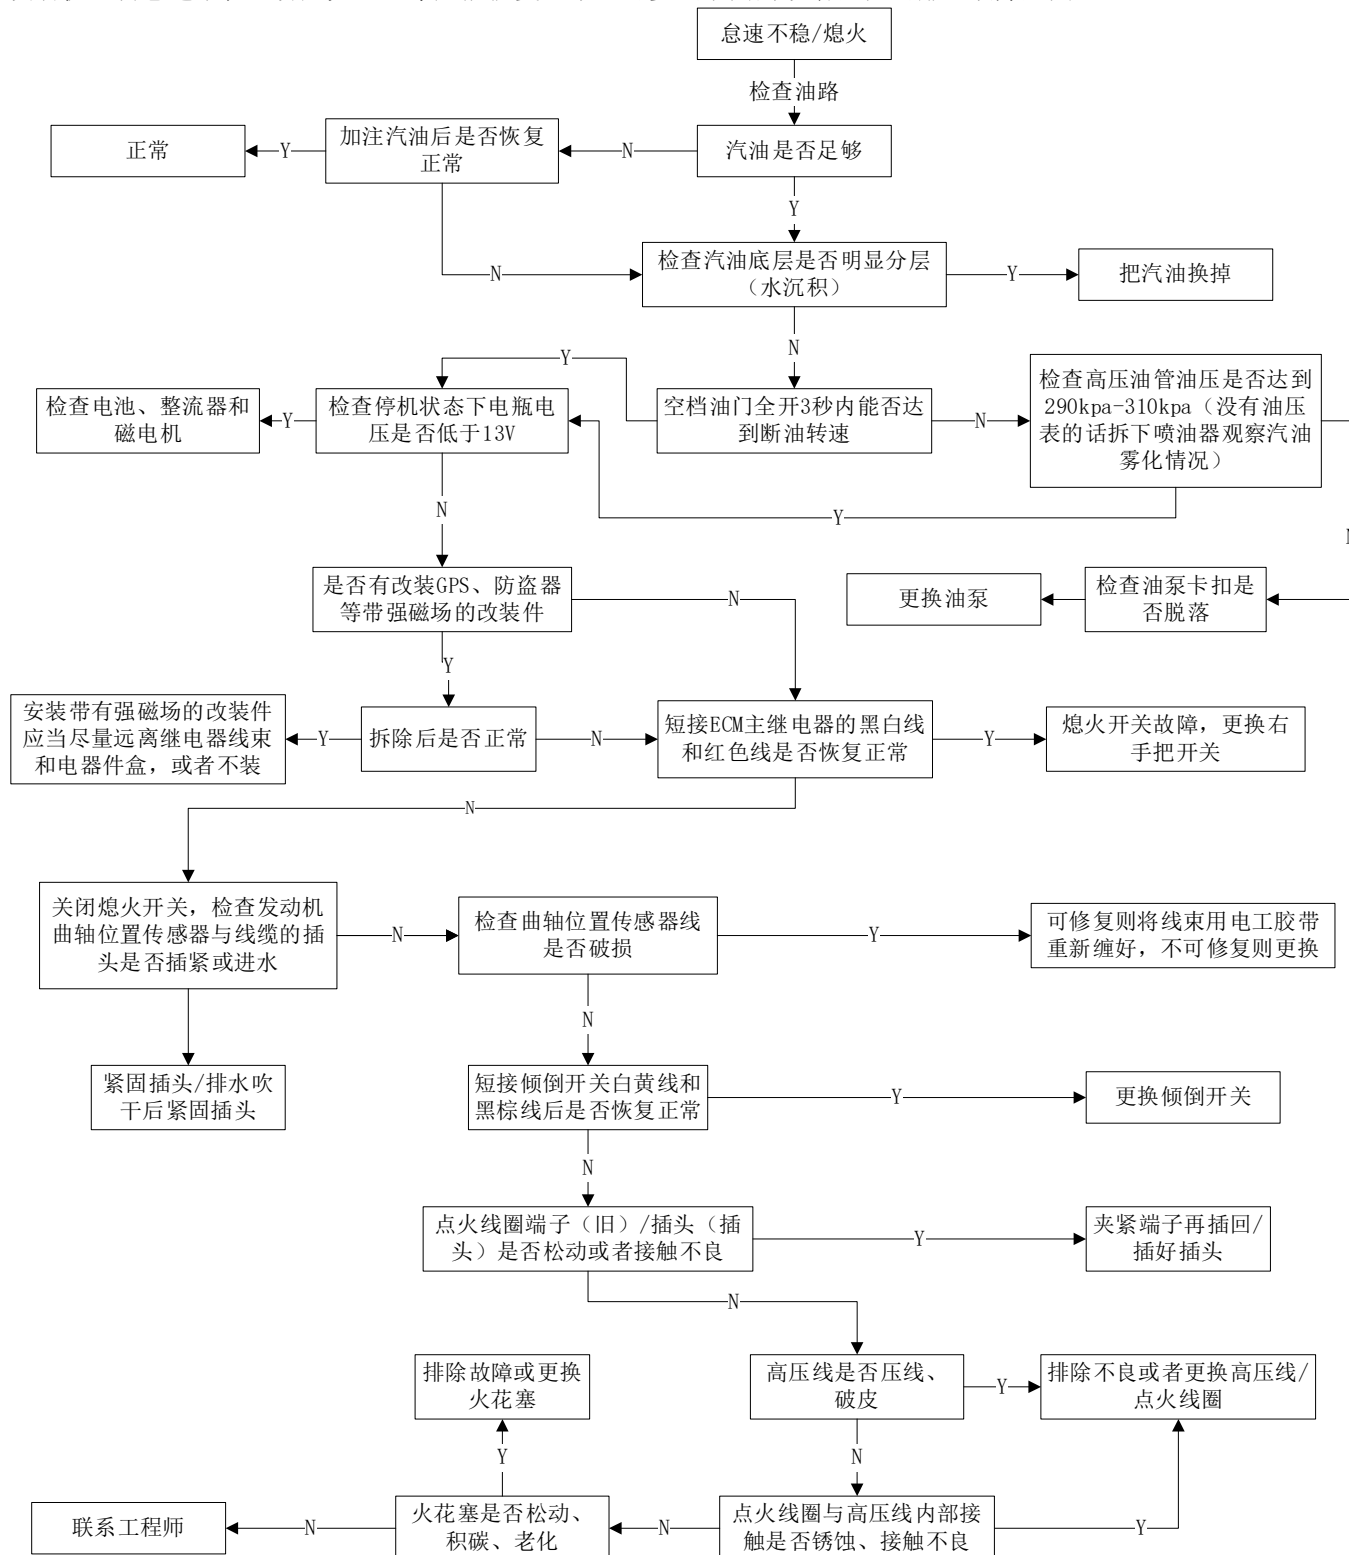 怠速不稳/熄火
检查油路
正常
Y
加注汽油后是否恢复
正常
N
汽油是否足够
Y
N
检查汽油底层是否明显分层
（水沉积）
Y
把汽油换掉
N
Y
检查电池、整流器和
磁电机
Y
检查停机状态下电瓶电
压是否低于13V
空档油门全开3秒内能否达
到断油转速
N
检查高压油管油压是否达到
290kpa-310kpa（没有油压
表的话拆下喷油器观察汽油
雾化情况）
N
Y
N
是否有改装GPS、防盗器
等带强磁场的改装件
N
更换油泵
检查油泵卡扣是
否脱落
Y
安装带有强磁场的改装件
应当尽量远离继电器线束
和电器件盒，或者不装
Y
拆除后是否正常
N
短接ECM主继电器的黑白线
和红色线是否恢复正常
Y
熄火开关故障，更换右
手把开关
N
关闭熄火开关，检查发动机
曲轴位置传感器与线缆的插
头是否插紧或进水
N
检查曲轴位置传感器线
是否破损
Y
可修复则将线束用电工胶带
重新缠好，不可修复则更换
N
紧固插头/排水吹
干后紧固插头
短接倾倒开关白黄线和
黑棕线后是否恢复正常
Y
更换倾倒开关
N
点火线圈端子（旧）/插头（插
头）是否松动或者接触不良
Y
夹紧端子再插回/
插好插头
N
排除故障或更换
火花塞
高压线是否压线、
破皮
Y
排除不良或者更换高压线/
点火线圈
Y
N
联系工程师
N
火花塞是否松动、
积碳、老化
N
点火线圈与高压线内部接
触是否锈蚀、接触不良
Y